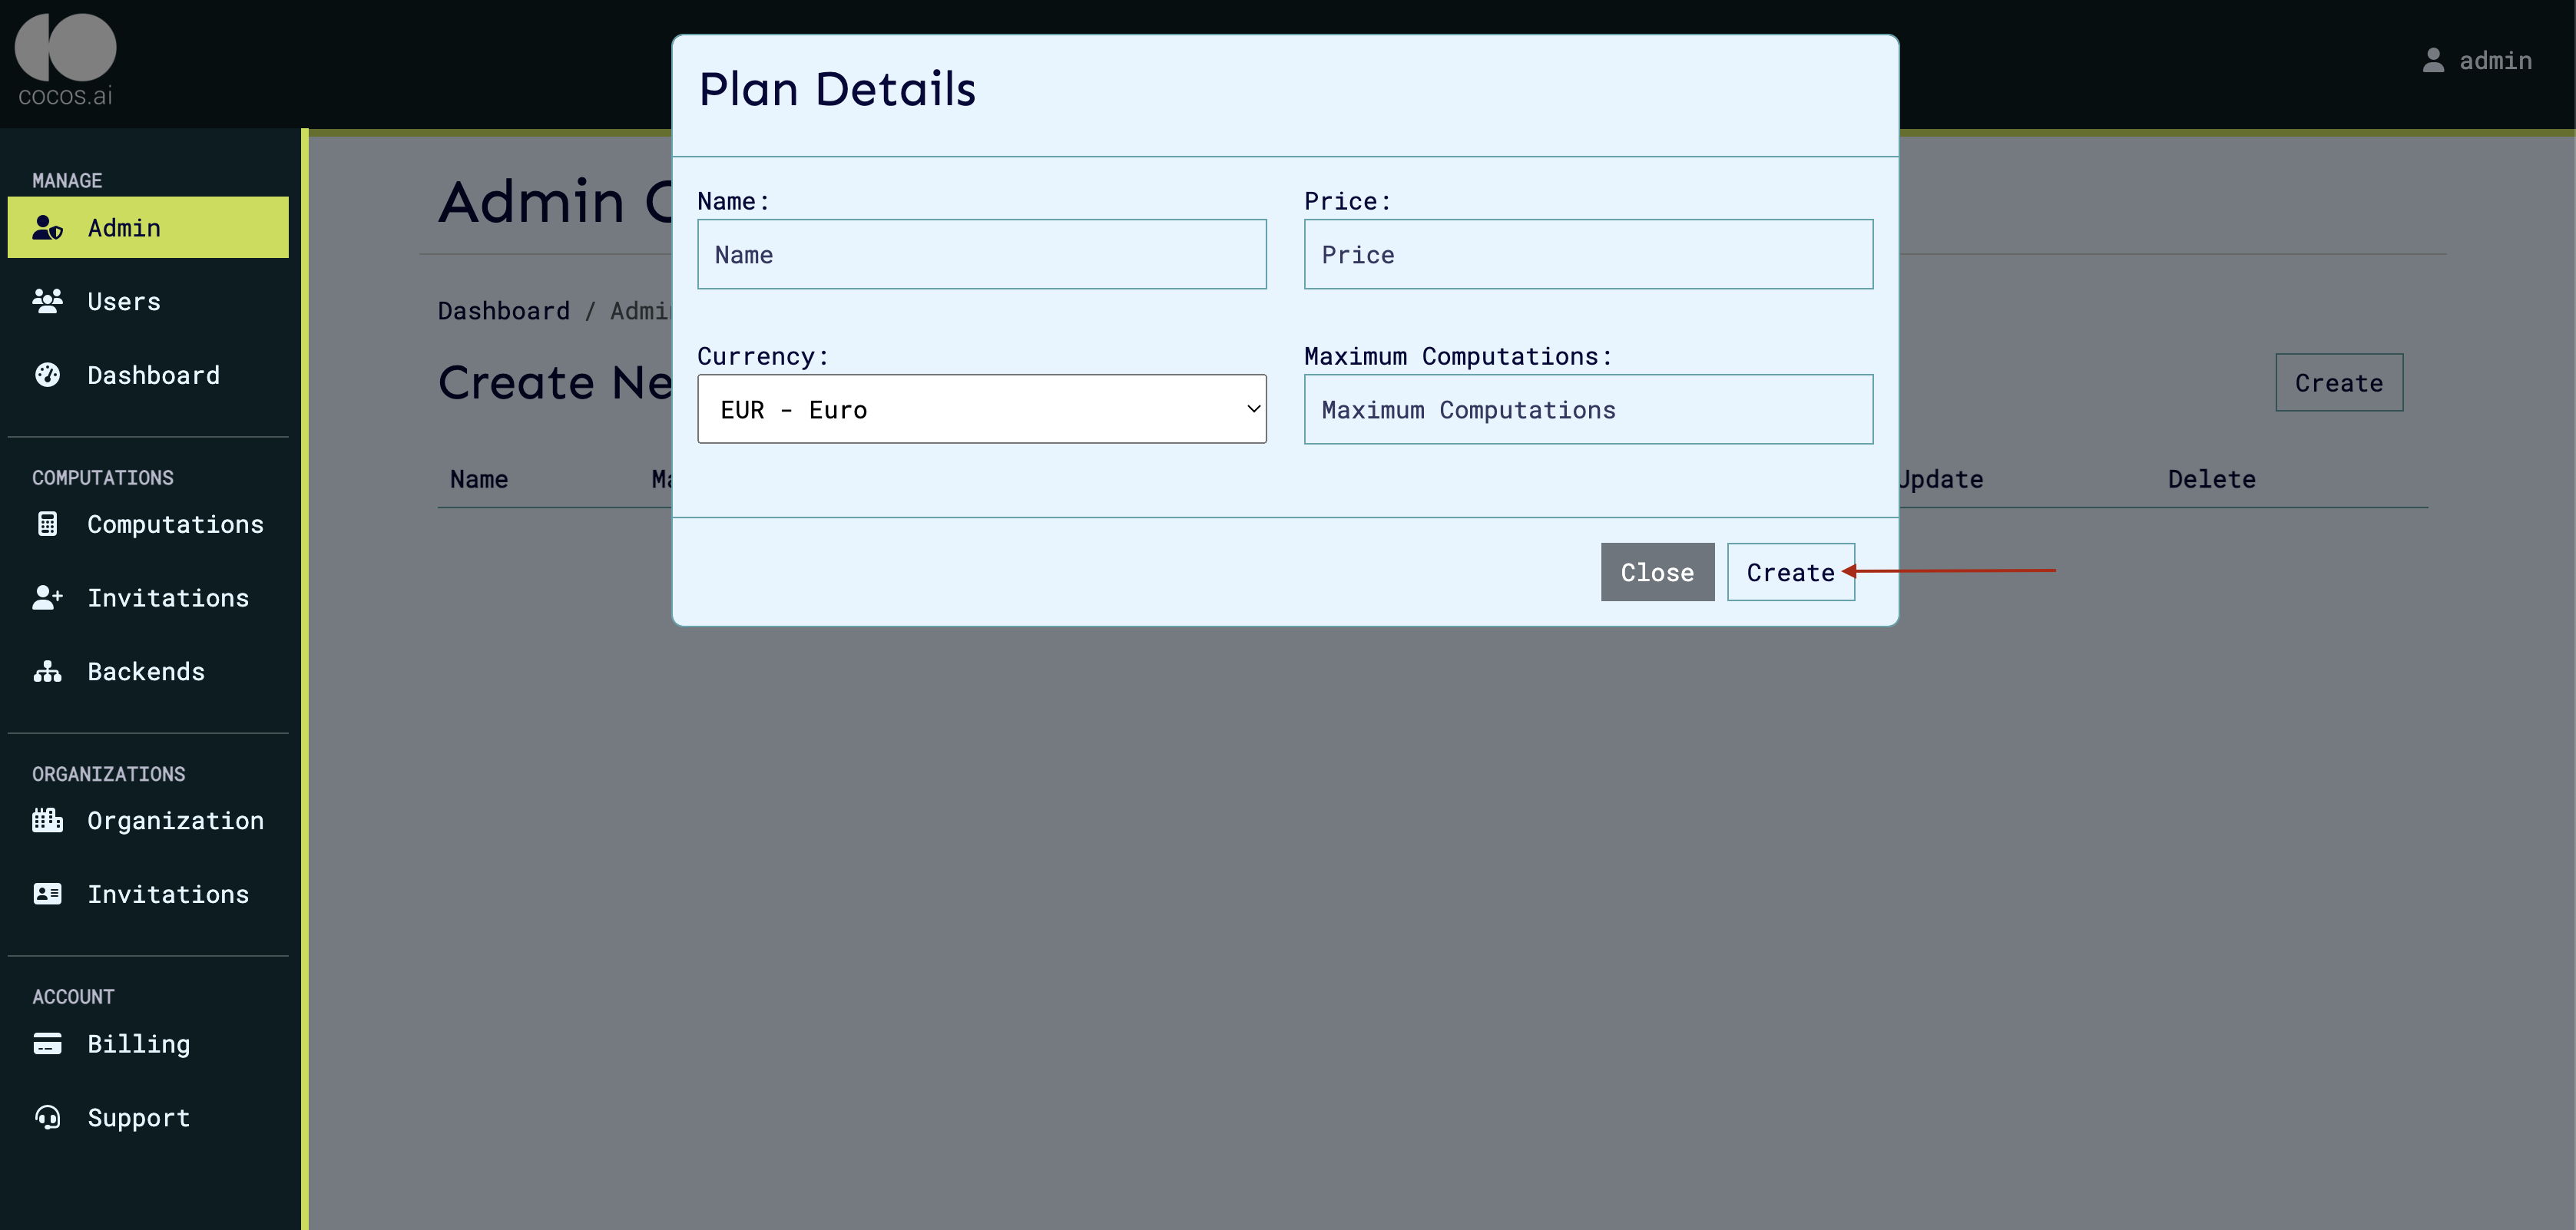 cocos.ai
admin
MANAGE
Admin
Users
Dashboard
COMPUTATIONS
Computations
Invitations
Backends
ORGANIZATIONS
Organization
Invitations
ACCOUNT
Billing
Support
Admin
Dashboard / Admi
Create Ne
Create
Name Update Delete
Plan Details
Name: Price:
Name Price
Currency: Maximum Computations:
EUR - Euro Maximum Computations
Close Create